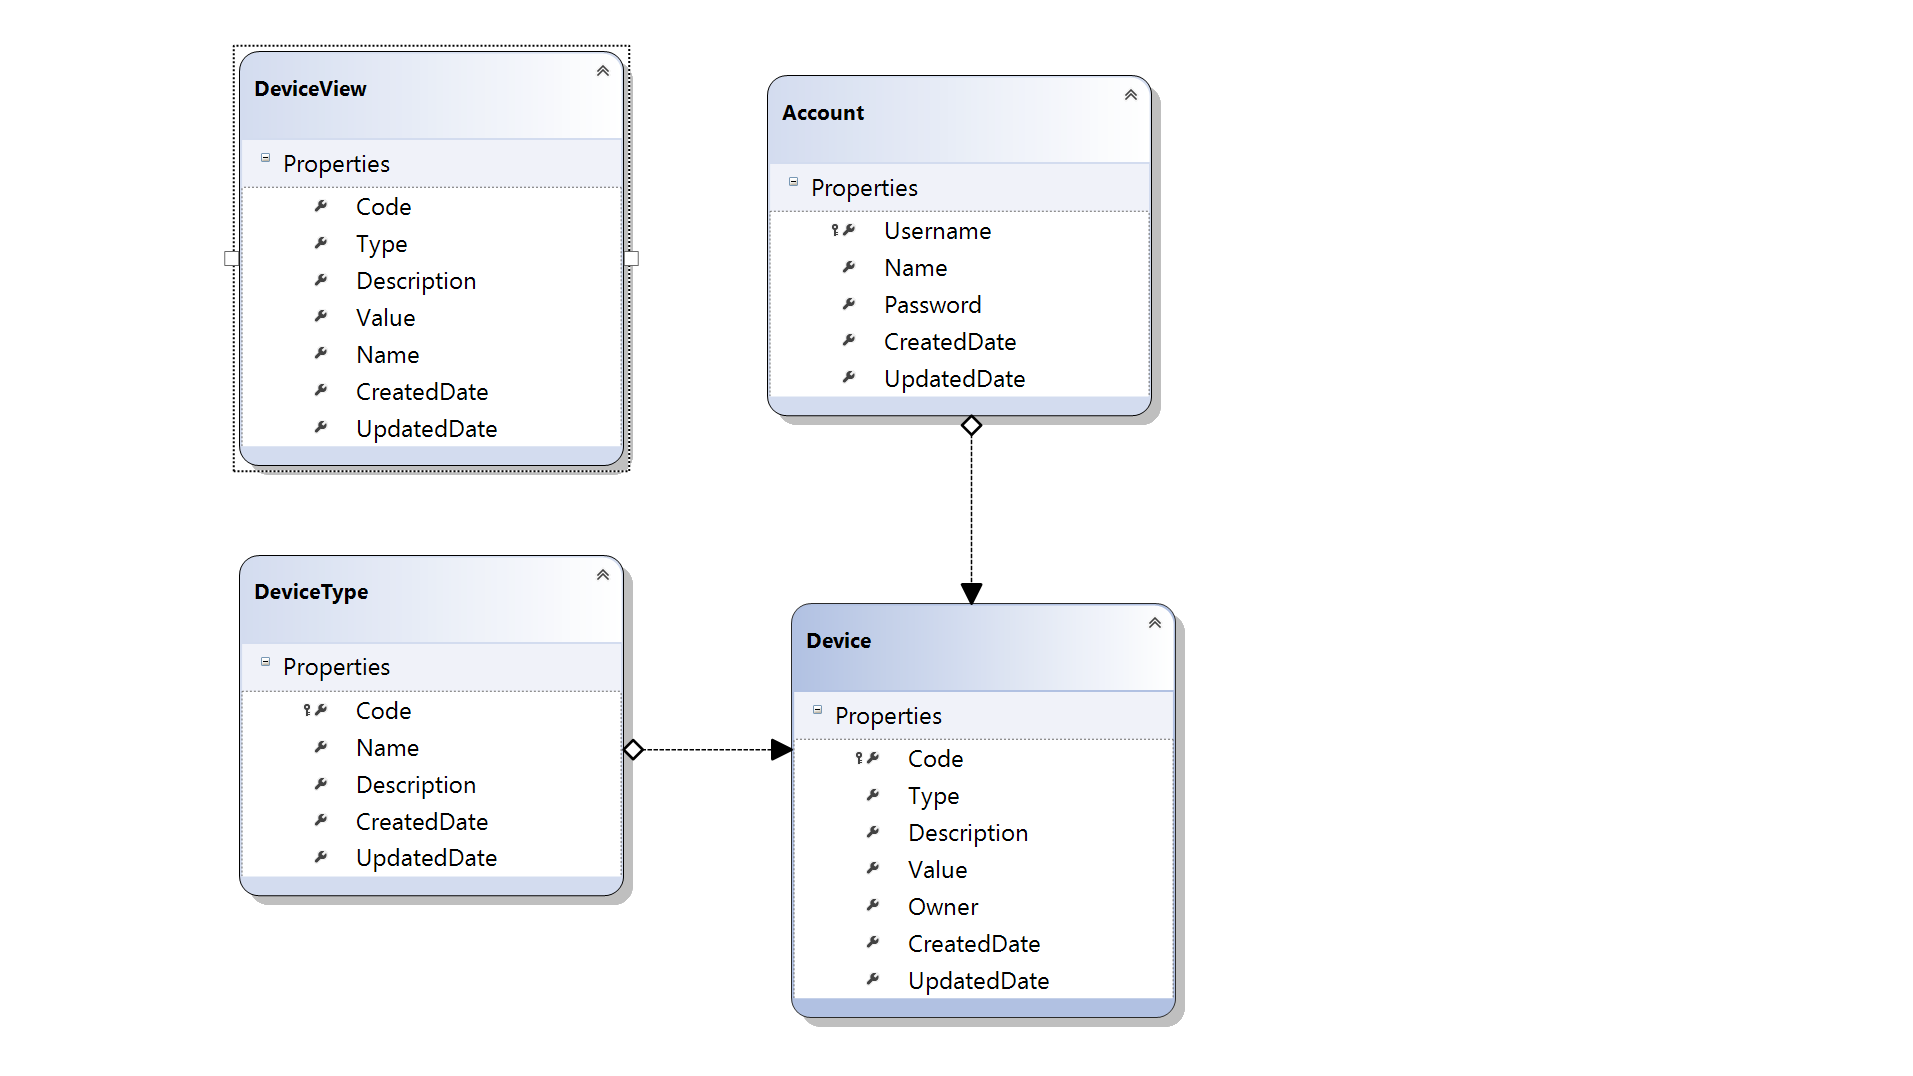 DeviceView
Properties
Code
Type
Description
Value
Name
CreatedDate
UpdatedDate
Account
Properties
Username
Name
Password
CreatedDate
UpdatedDate
DeviceType
Properties
Code
Name
Description
CreatedDate
UpdatedDate
Device
Properties
Code
Type
Description
Value
Owner
CreatedDate
UpdatedDate